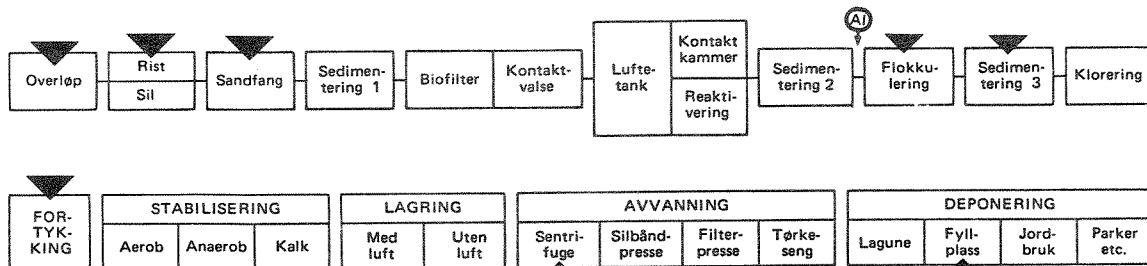 Al
Overløp
Rist
Sil
Sandfang
Sedimen-
tering 1
Biofilter
Kontakt-
valse
Lufte-
tank
Kontakt
kammer
Reakti-
vering
Sedimen-
tering 2
Flokku-
lering
Sedimen-
tering 3
Klorering
FOR-
TYK-
KING
STABILISERING
Aerob
Anaerob
Kalk
LAGRING
Med
luft
Uten
luft
AVVANNING
Sentri-
fuge
Silbånd-
presse
Filter-
presse
Tørke-
seng
DEPONERING
Lagune
Fyll-
plass
Jord-
bruk
Parker
etc.